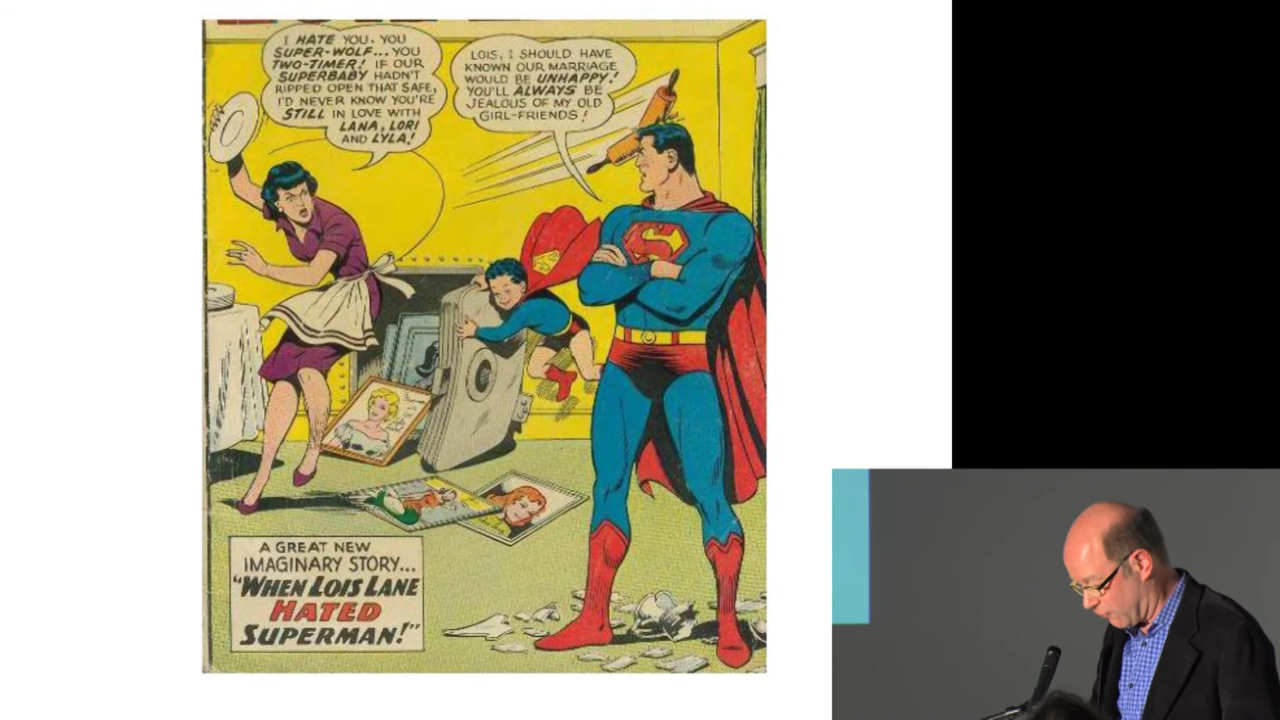 I HATE YOU, YOU
SUPER-WOLF... YOU
TWO-TIMER! IF OUR
SUPERBABY HADN'T
RIPPED OPEN THAT SAFE,
I'D NEVER KNOW YOU'RE
STILL IN LOVE WITH
LANA, LORI
AND LYLA!
LOIS, I SHOULD HAVE
KNOWN OUR MARRIAGE
WOULD BE UNHAPPY!
YOU'LL ALWAYS BE
JEALOUS OF MY OLD
GIRL-FRIENDS!
A GREAT NEW
IMAGINARY STORY...
"WHEN LOIS LANE
HATED
SUPERMAN!"